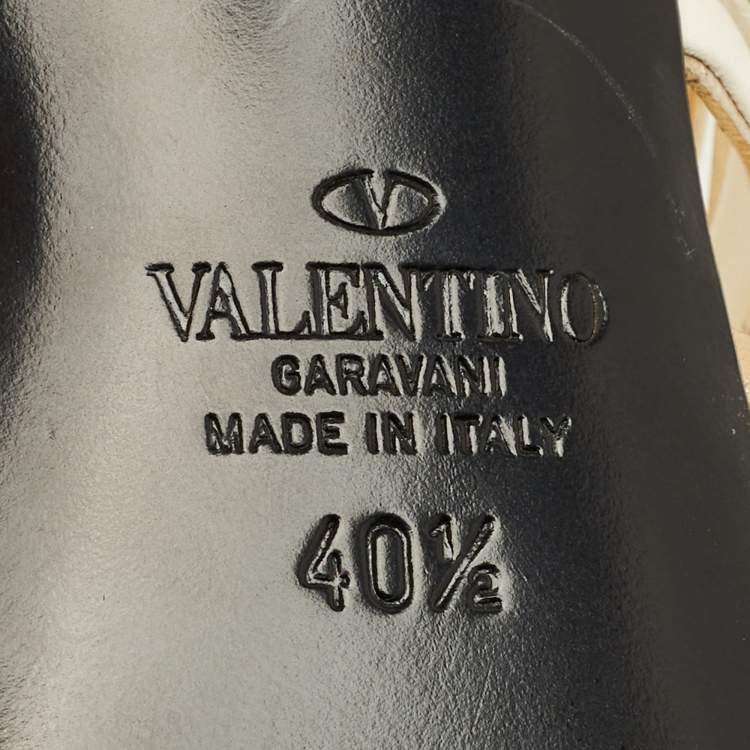 V
VALENTINO
GARAVANI
MADE IN ITALY
40½